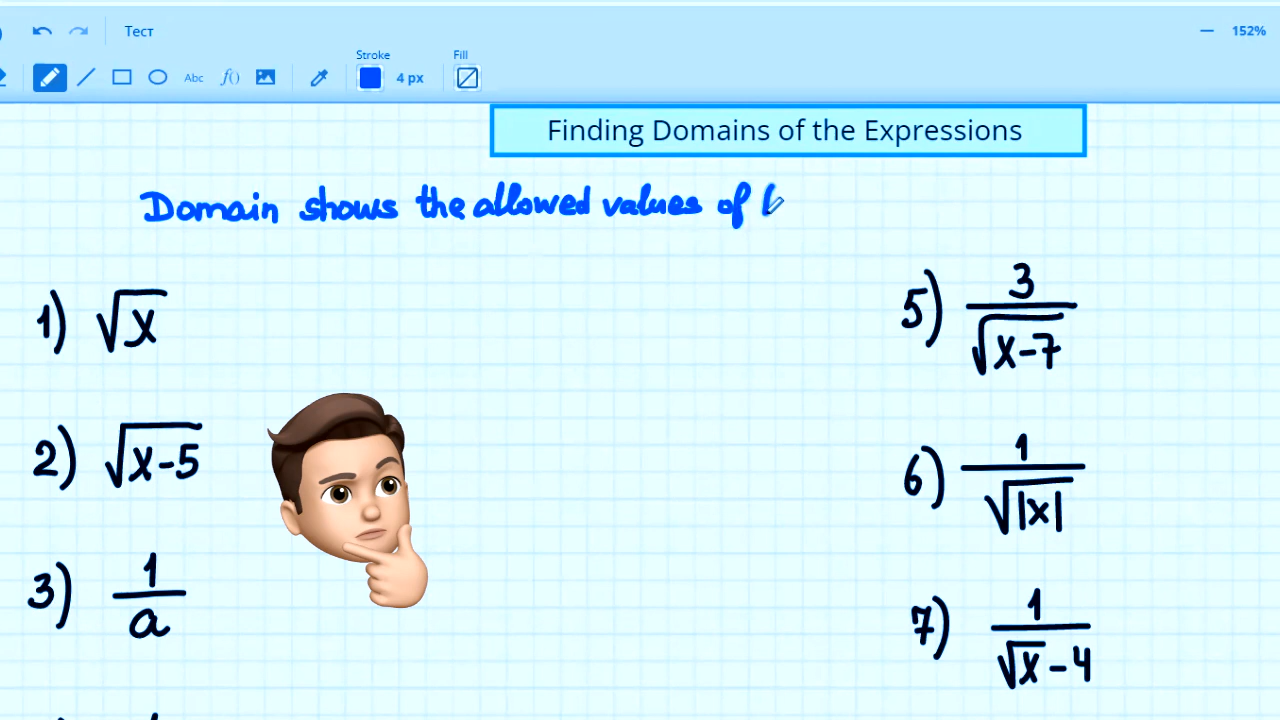 Тест
152%
Stroke
Fill
Abc
f()
4 px
Finding Domains of the Expressions
Domain shows the allowed values of
1) √x
5) 3/√(x-7)
2) √(x-5)
6) 1/√|x|
3) 1/a
7) 1/(√x-4)